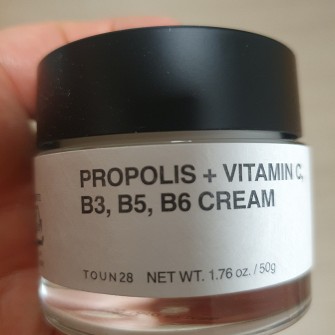 PROPOLIS + VITAMIN C,
B3, B5, B6 CREAM
TOUN28 NET WT. 1.76 oz. / 50g